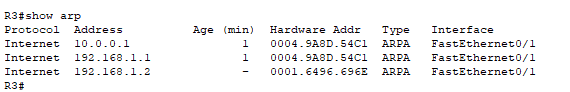 R3#show arp
Protocol  Address          Age (min)  Hardware Addr   Type   Interface
Internet  10.0.0.1                1   0004.9A8D.54C1  ARPA   FastEthernet0/1
Internet  192.168.1.1             1   0004.9A8D.54C1  ARPA   FastEthernet0/1
Internet  192.168.1.2             -   0001.6496.696E  ARPA   FastEthernet0/1
R3#